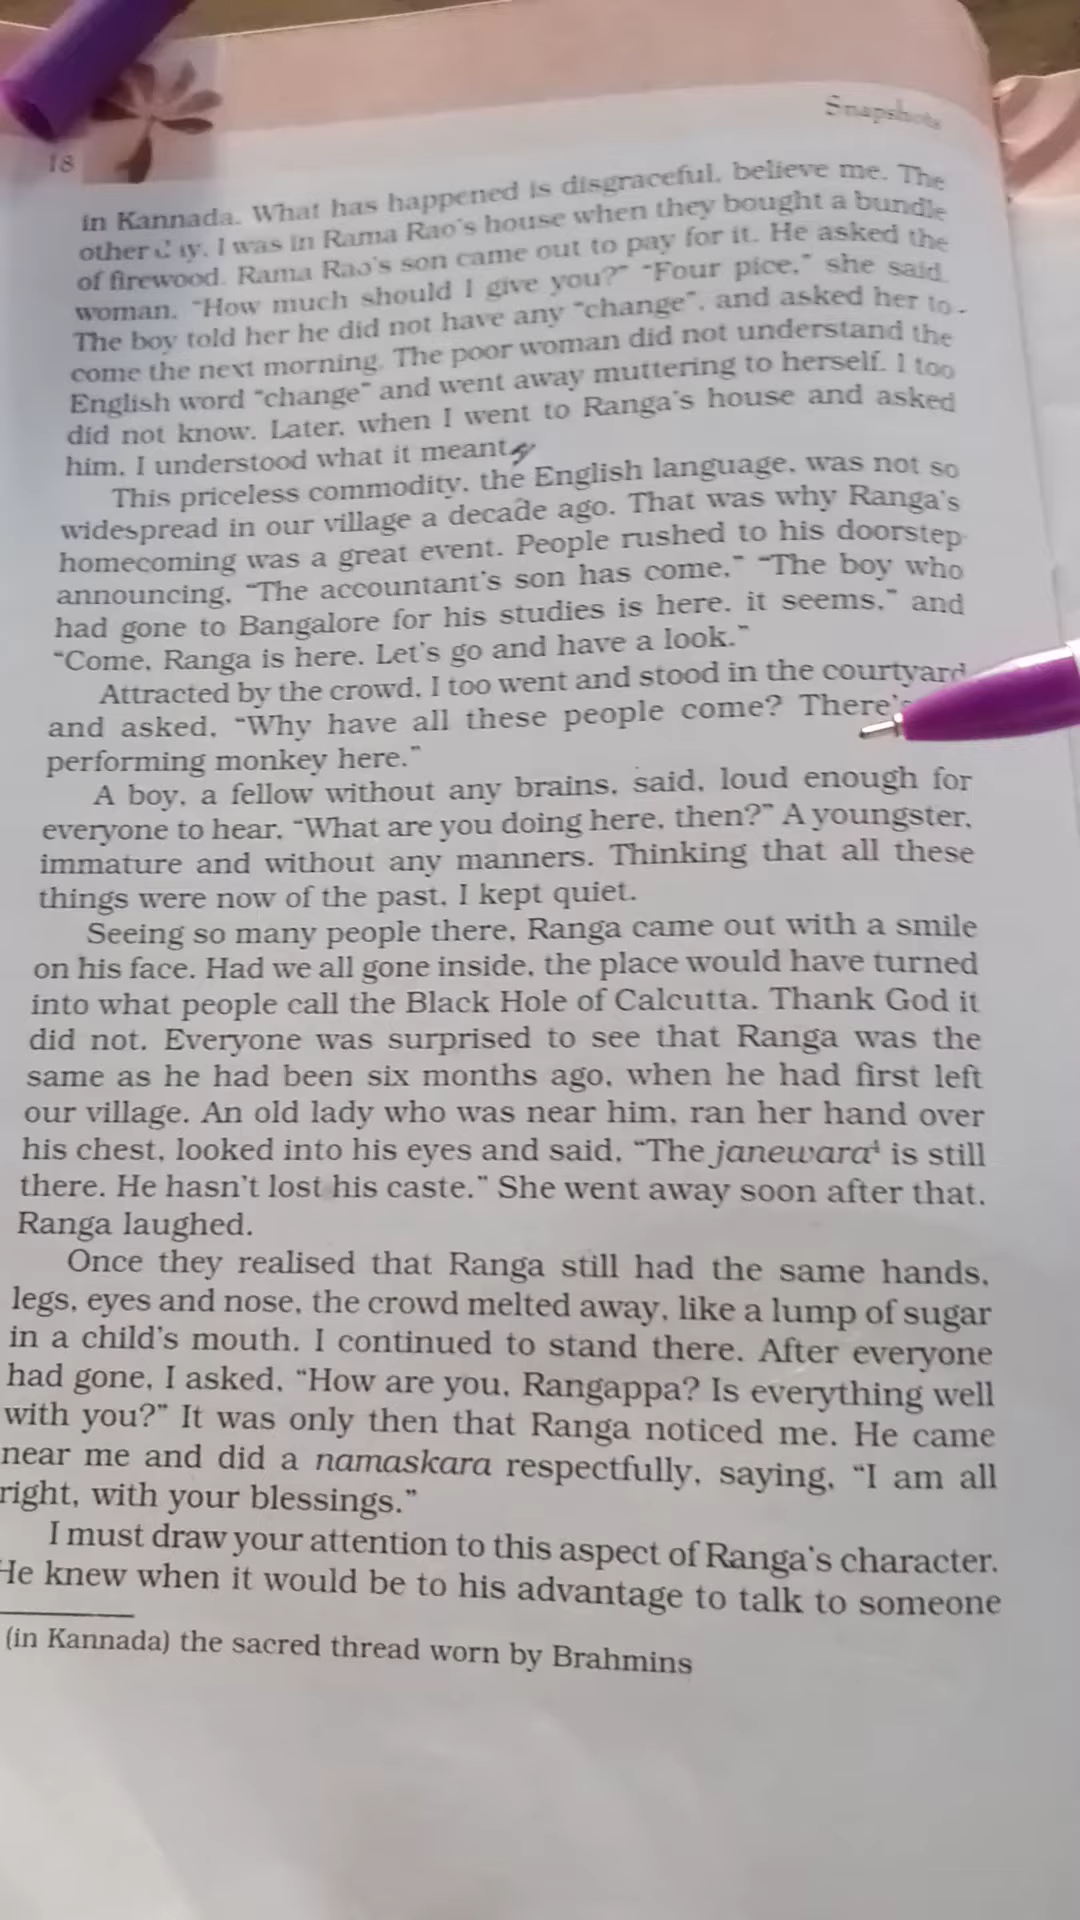 Snapshots
18
in Kannada. What has happened is disgraceful, believe me. The
other day, I was in Rama Rao's house when they bought a bundle
of firewood. Rama Rao's son came out to pay for it. He asked the
woman, “How much should I give you?” “Four pice,” she said.
The boy told her he did not have any “change”, and asked her to
come the next morning. The poor woman did not understand the
English word “change” and went away muttering to herself. I too
did not know. Later, when I went to Ranga's house and asked
him, I understood what it meant.
This priceless commodity, the English language, was not so
widespread in our village a decade ago. That was why Ranga's
homecoming was a great event. People rushed to his doorstep
announcing, “The accountant's son has come,” “The boy who
had gone to Bangalore for his studies is here, it seems,” and
“Come, Ranga is here. Let's go and have a look.”
Attracted by the crowd, I too went and stood in the courtyard
and asked, “Why have all these people come? There's
performing monkey here.”
A boy, a fellow without any brains, said, loud enough for
everyone to hear, “What are you doing here, then?” A youngster,
immature and without any manners. Thinking that all these
things were now of the past, I kept quiet.
Seeing so many people there, Ranga came out with a smile
on his face. Had we all gone inside, the place would have turned
into what people call the Black Hole of Calcutta. Thank God it
did not. Everyone was surprised to see that Ranga was the
same as he had been six months ago, when he had first left
our village. An old lady who was near him, ran her hand over
his chest, looked into his eyes and said, “The janewara⁴ is still
there. He hasn't lost his caste.” She went away soon after that.
Ranga laughed.
Once they realised that Ranga still had the same hands,
legs, eyes and nose, the crowd melted away, like a lump of sugar
in a child's mouth. I continued to stand there. After everyone
had gone, I asked, “How are you, Rangappa? Is everything well
with you?” It was only then that Ranga noticed me. He came
near me and did a namaskara respectfully, saying, “I am all
right, with your blessings.”
I must draw your attention to this aspect of Ranga's character.
He knew when it would be to his advantage to talk to someone
(in Kannada) the sacred thread worn by Brahmins